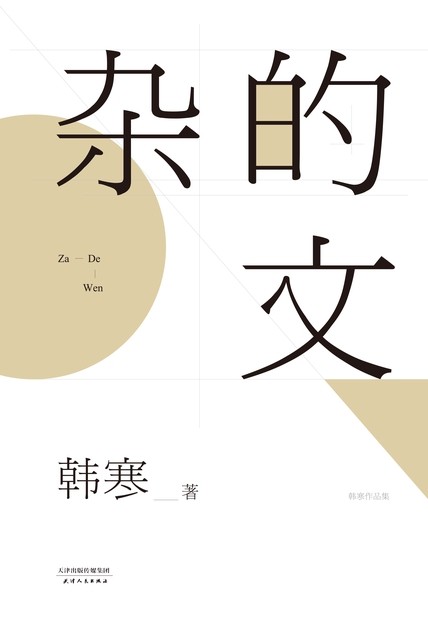 杂的
文
Za — De
Wen
韩寒 __ 著
韩寒作品集
天津出版传媒集团
天津人民出版社